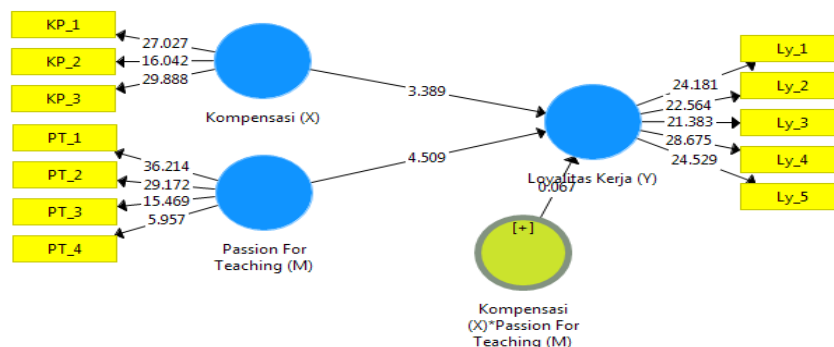 KP_1
27.027
KP_2
16.042
KP_3
29.888
Kompensasi (X)
3.389
PT_1
36.214
PT_2
29.172
PT_3
15.469
PT_4
5.957
Passion For
Teaching (M)
4.509
Loyalitas Kerja (Y)
0.067
[+]
Kompensasi
(X)*Passion For
Teaching (M)
Ly_1
24.181
Ly_2
22.564
Ly_3
21.383
Ly_4
28.675
Ly_5
24.529